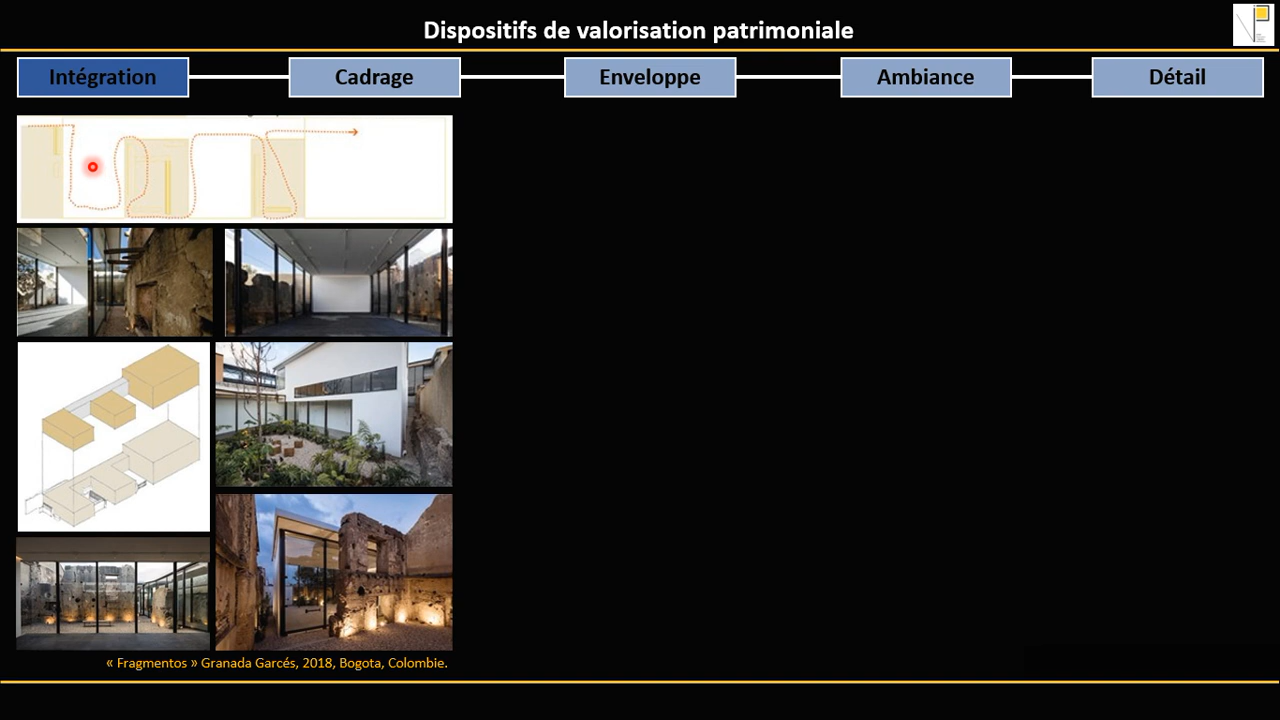 Dispositifs de valorisation patrimoniale
Intégration
Cadrage
Enveloppe
Ambiance
Détail
« Fragmentos » Granada Garcés, 2018, Bogota, Colombie.